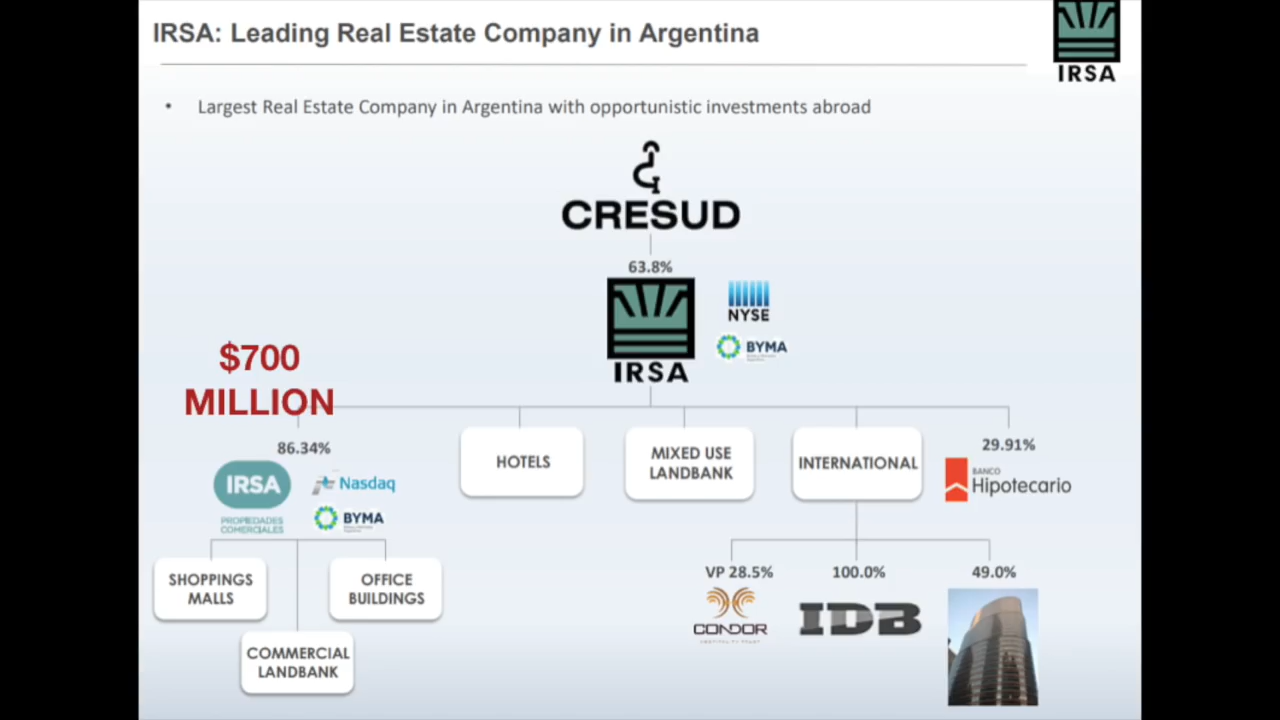 IRSA: Leading Real Estate Company in Argentina
IRSA
• Largest Real Estate Company in Argentina with opportunistic investments abroad
CRESUD
63.8%
NYSE
BYMA
IRSA
$700
MILLION
86.34%
IRSA
Nasdaq
PROPIEDADES
COMERCIALES
BYMA
HOTELS
MIXED USE
LANDBANK
INTERNATIONAL
29.91%
BANCO
Hipotecario
SHOPPINGS
MALLS
OFFICE
BUILDINGS
COMMERCIAL
LANDBANK
VP 28.5%
100.0%
49.0%
CONDOR
IDB